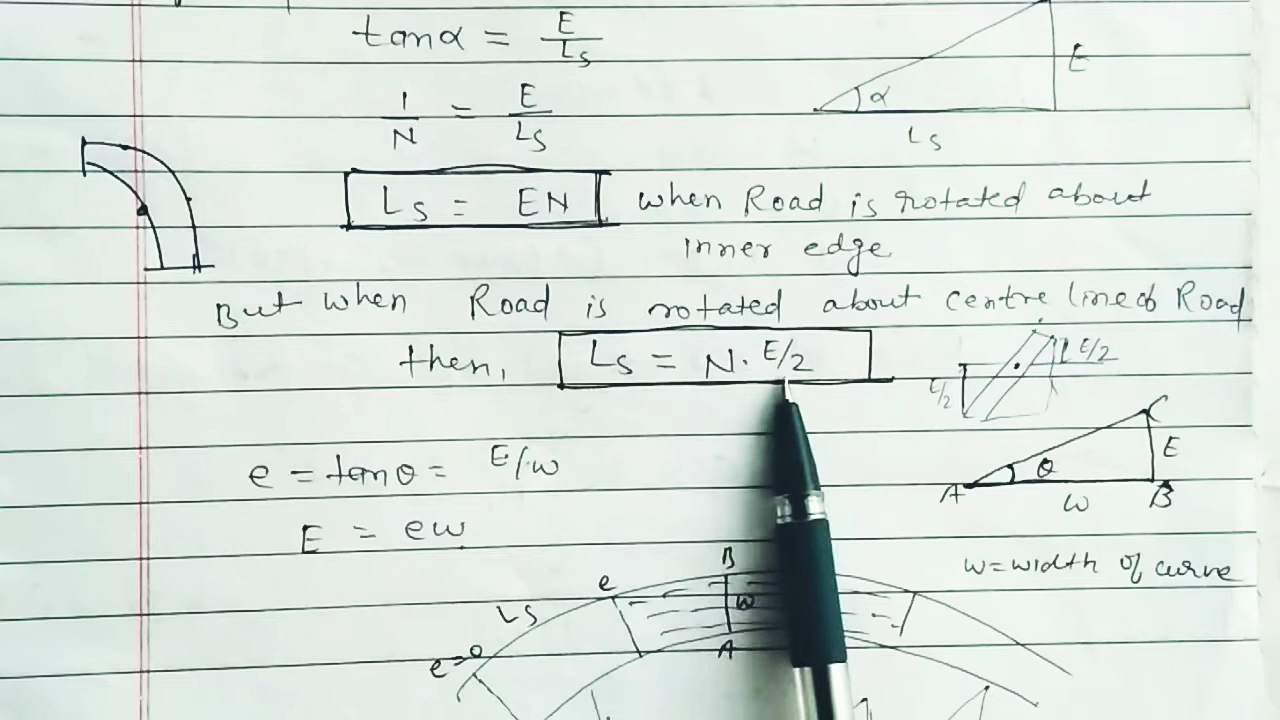 tanα = E/Ls
E
α
Ls
1/N = E/Ls
Ls = EN when Road is rotated about
inner edge
But when Road is rotated about centre line of Road
then, Ls = N. E/2
E/2
E/2
C
E
θ
A
w
B
e = tanθ = E/w
E = ew
w = width of curve
B
e
Ls
w
A
e=0